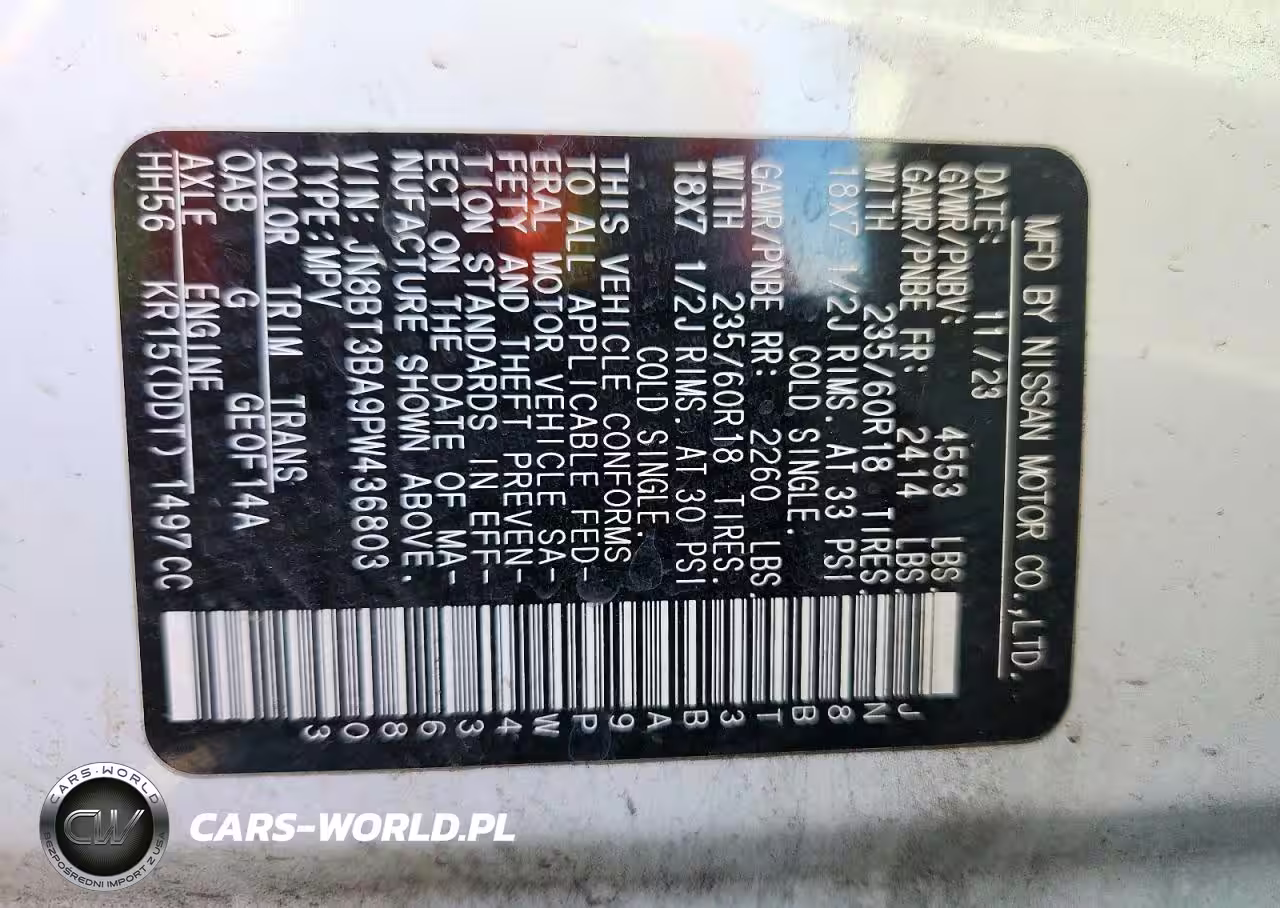 MFD BY NISSAN MOTOR CO.,LTD.
DATE: 11/23
GVWR/PNBV: 4553 LBS.
GAWR/PNBE FR: 2414 LBS.
WITH 235/60R18 TIRES.
18X7 1/2J RIMS. AT 33 PSI
COLD SINGLE.
GAWR/PNBE RR: 2260 LBS.
WITH 235/60R18 TIRES.
18X7 1/2J RIMS. AT 30 PSI
COLD SINGLE.
THIS VEHICLE CONFORMS
TO ALL APPLICABLE FED-
ERAL MOTOR VEHICLE SA-
FETY AND THEFT PREVEN-
TION STANDARDS IN EFF-
ECT ON THE DATE OF MA-
NUFACTURE SHOWN ABOVE.
VIN: JN8BT3BA9PW436803
TYPE:MPV
COLOR TRIM TRANS
QAB G GE0F14A
AXLE ENGINE
HH56 KR15(DDT) 1497CC
JN8BT3BA9PW436803
CARS-WORLD
CW
BEZPOŚREDNI IMPORT Z USA
CARS-WORLD.PL